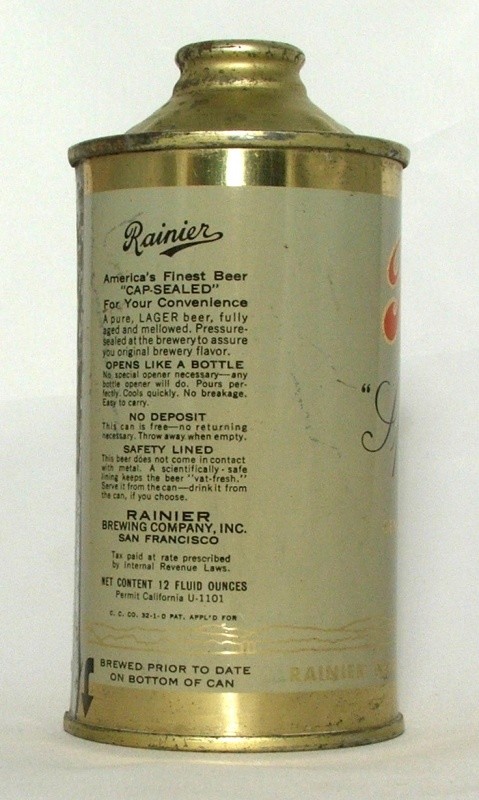 Rainier
America's Finest Beer
"CAP-SEALED"
For Your Convenience
A pure, LAGER beer, fully
aged and mellowed. Pressure-
sealed at the brewery to assure
you original brewery flavor.
OPENS LIKE A BOTTLE
No special opener necessary—any
bottle opener will do. Pours per-
fectly. Cools quickly. No breakage.
Easy to carry.
NO DEPOSIT
This can is free—no returning
necessary. Throw away when empty.
SAFETY LINED
This beer does not come in contact
with metal. A scientifically-safe
lining keeps the beer "vat-fresh."
Serve it from the can—drink it from
the can, if you choose.
RAINIER
BREWING COMPANY, INC.
SAN FRANCISCO
Tax paid at rate prescribed
by Internal Revenue Laws.
NET CONTENT 12 FLUID OUNCES
Permit California U-1101
C. C. CO. 32-1-D PAT. APPL'D FOR
BREWED PRIOR TO DATE
ON BOTTOM OF CAN
RAINIER